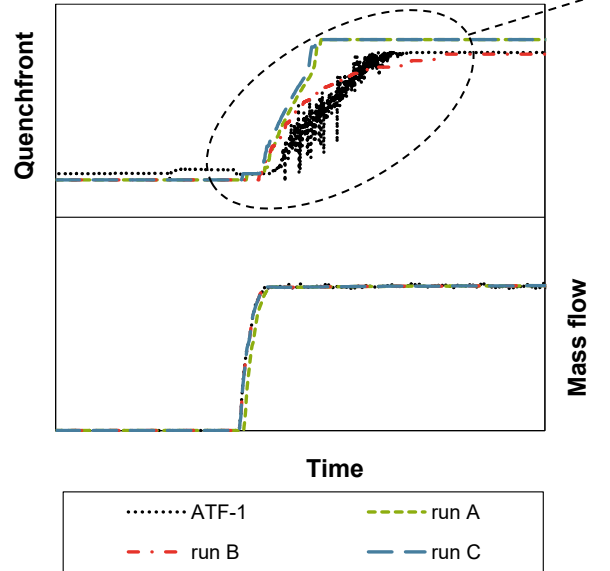 Quenchfront
Mass flow
Time
ATF-1
run A
run B
run C